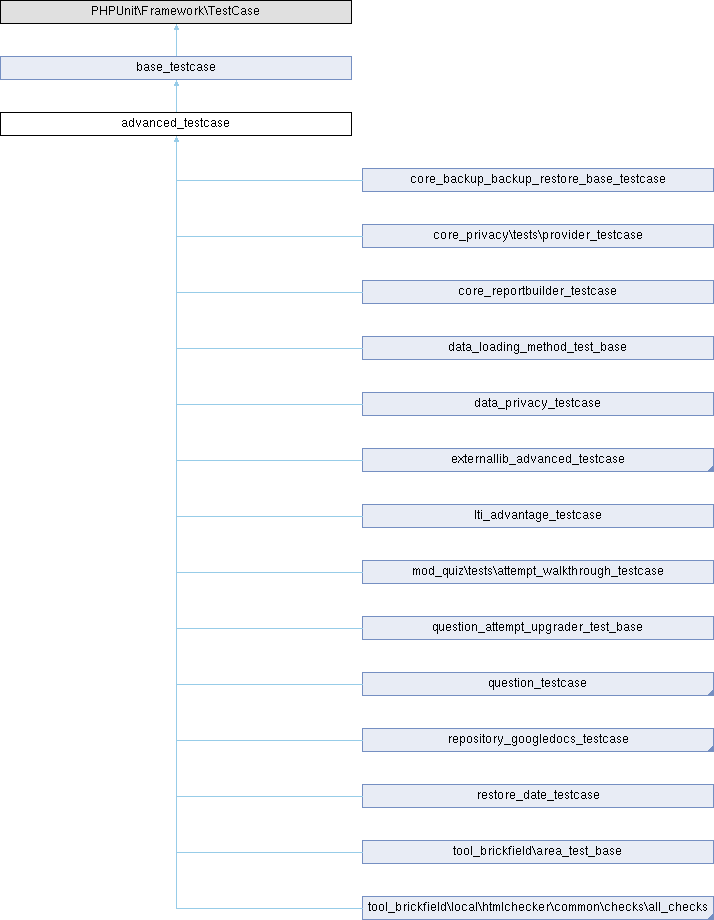 PHPUnit\Framework\TestCase
base_testcase
advanced_testcase
core_backup_backup_restore_base_testcase
core_privacy\tests\provider_testcase
core_reportbuilder_testcase
data_loading_method_test_base
data_privacy_testcase
externallib_advanced_testcase
lti_advantage_testcase
mod_quiz\tests\attempt_walkthrough_testcase
question_attempt_upgrader_test_base
question_testcase
repository_googledocs_testcase
restore_date_testcase
tool_brickfield\area_test_base
tool_brickfield\local\htmlchecker\common\checks\all_checks